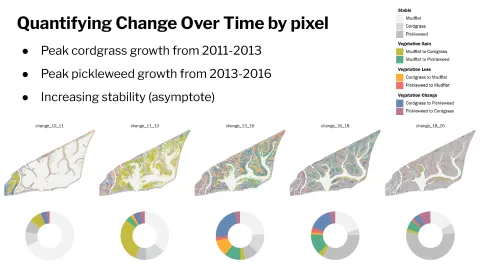 Quantifying Change Over Time by pixel
● Peak cordgrass growth from 2011-2013
● Peak pickleweed growth from 2013-2016
● Increasing stability (asymptote)
Stable
Mudflat
Cordgrass
Pickleweed
Vegetation Gain
Mudflat to Cordgrass
Mudflat to Pickleweed
Vegetation Loss
Cordgrass to Mudflat
Pickleweed to Mudflat
Vegetation Change
Cordgrass to Pickleweed
Pickleweed to Cordgrass
change_10_11
change_11_13
change_13_16
change_16_18
change_18_20